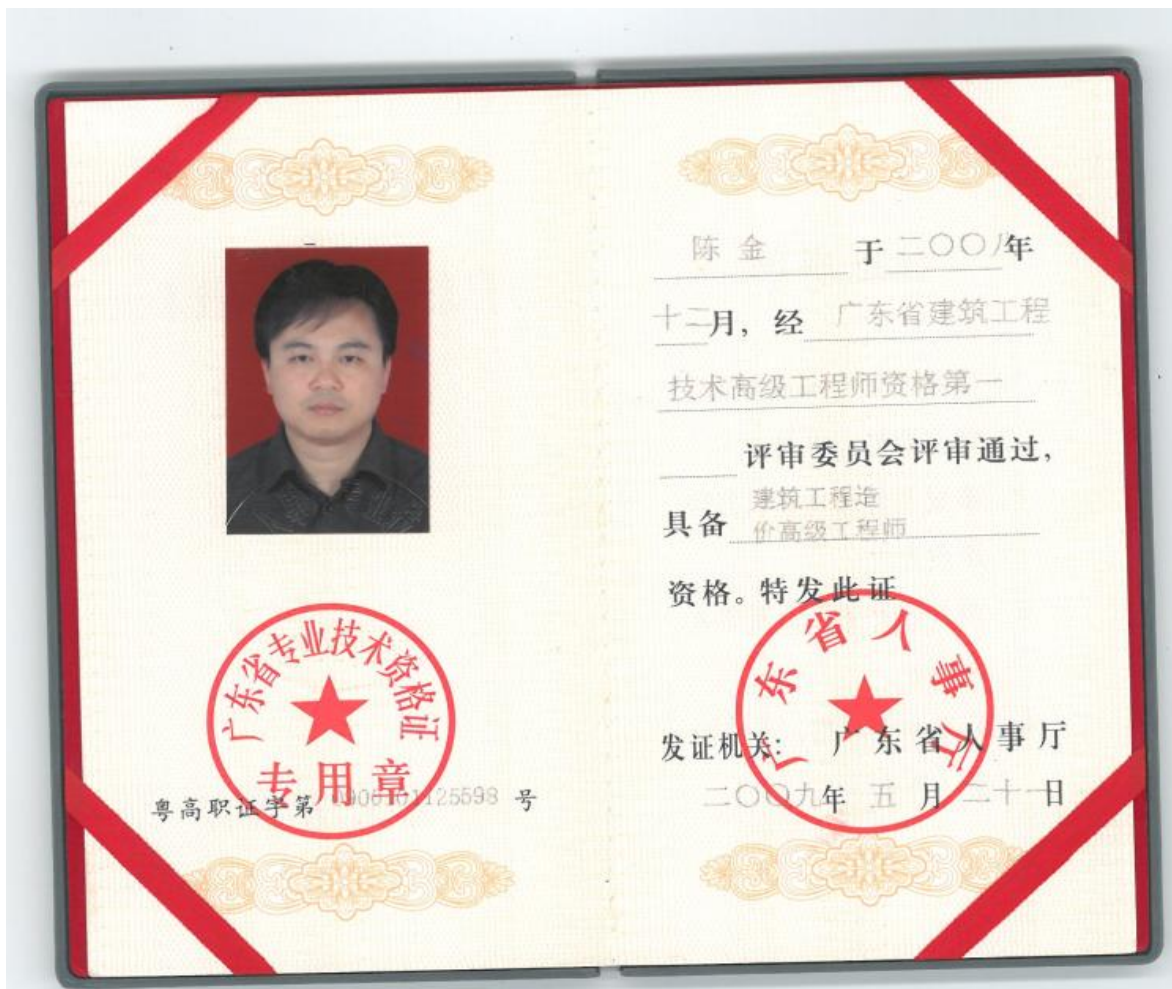 广东省专业技术资格证
专用章
粤高职证字第 号
陈金 于二〇〇八年
十二月，经 广东省建筑工程
技术高级工程师资格第一
评审委员会评审通过，
具备 建筑工程造
价高级工程师
资格。特发此证
广东省人事厅
发证机关： 广东省人事厅
二〇〇九年 五 月 二十一日